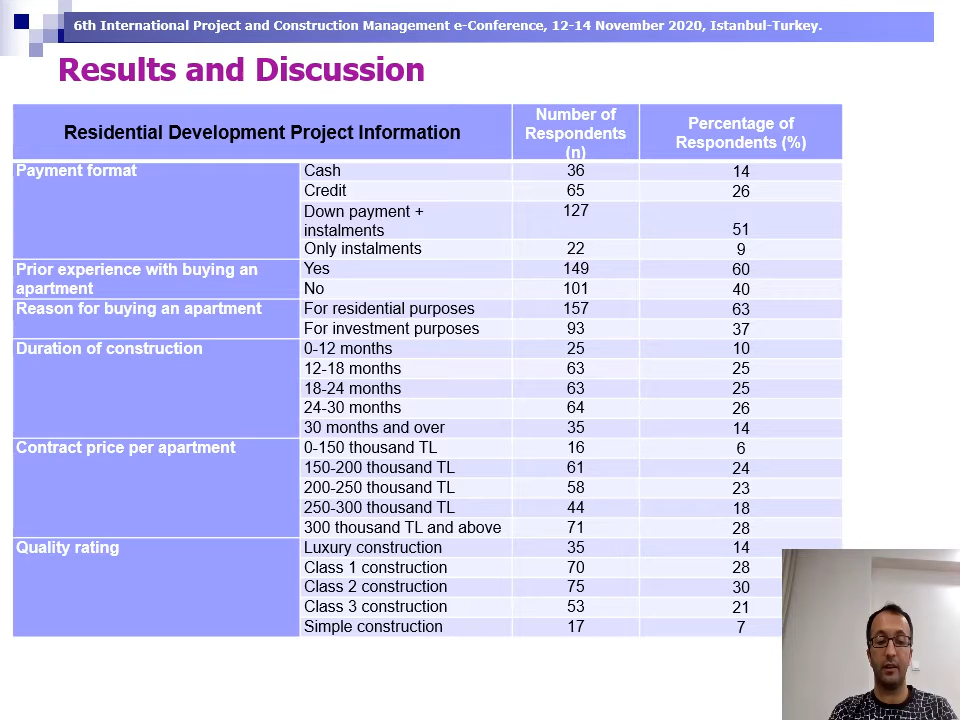 6th International Project and Construction Management e-Conference, 12-14 November 2020, Istanbul-Turkey.
Results and Discussion
Residential Development Project Information
Number of
Respondents
(n)
Percentage of
Respondents (%)
Payment format
Cash 36 14
Credit 65 26
Down payment + 127
instalments 51
Only instalments 22 9
Prior experience with buying an Yes 149 60
apartment No 101 40
Reason for buying an apartment For residential purposes 157 63
For investment purposes 93 37
Duration of construction 0-12 months 25 10
12-18 months 63 25
18-24 months 63 25
24-30 months 64 26
30 months and over 35 14
Contract price per apartment 0-150 thousand TL 16 6
150-200 thousand TL 61 24
200-250 thousand TL 58 23
250-300 thousand TL 44 18
300 thousand TL and above 71 28
Quality rating Luxury construction 35 14
Class 1 construction 70 28
Class 2 construction 75 30
Class 3 construction 53 21
Simple construction 17 7